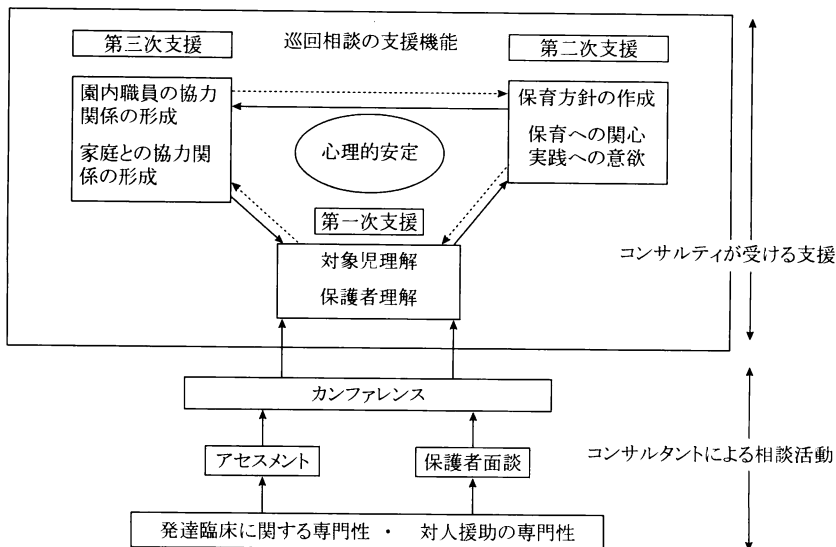 巡回相談の支援機能
第三次支援
第二次支援
園内職員の協力
関係の形成
家庭との協力関
係の形成
保育方針の作成
保育への関心
実践への意欲
心理的安定
第一次支援
対象児理解
保護者理解
コンサルティが受ける支援
カンファレンス
アセスメント
保護者面談
コンサルタントによる相談活動
発達臨床に関する専門性 ・ 対人援助の専門性